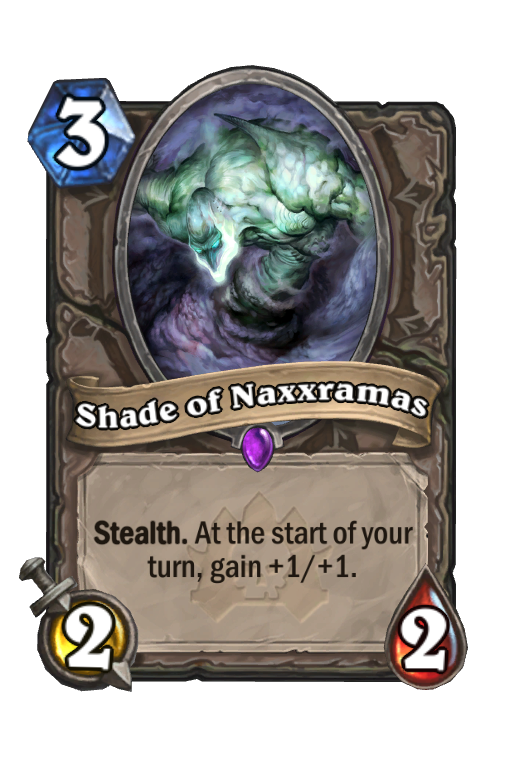 3
Shade of Naxxramas
Stealth. At the start of your
turn, gain +1/+1.
2
2